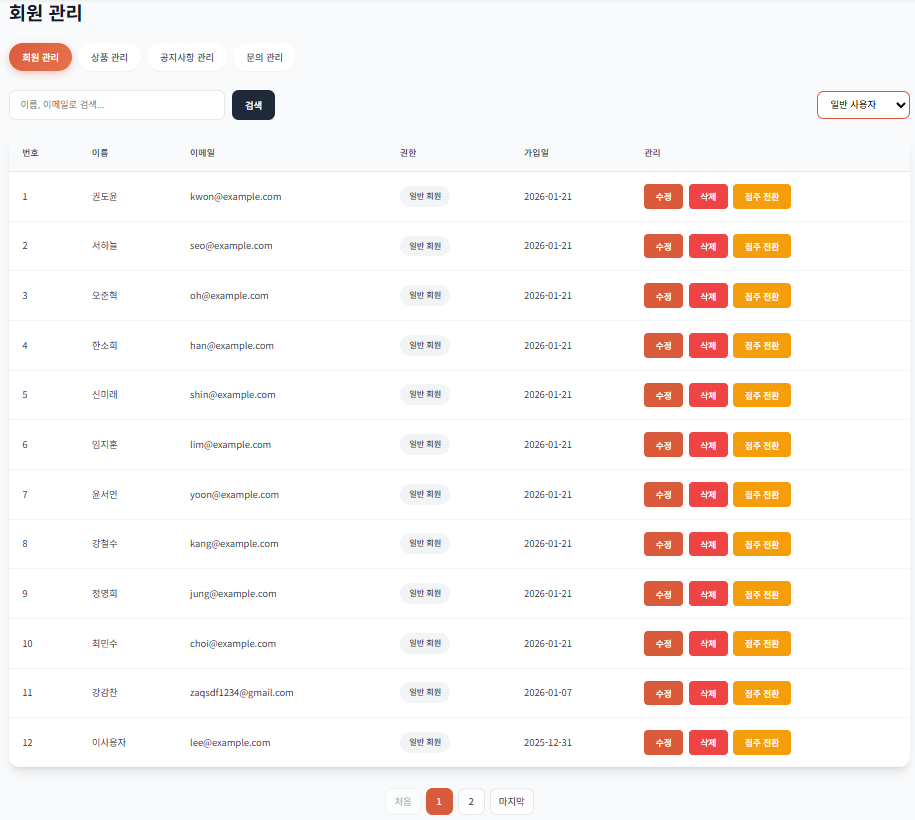 회원 관리
회원 관리 상품 관리 공지사항 관리 문의 관리
이름, 이메일로 검색... 검색 일반 사용자
번호 이름 이메일 권한 가입일 관리
1 권도윤 kwon@example.com 일반 회원 2026-01-21 수정 삭제 점주 전환
2 서하늘 seo@example.com 일반 회원 2026-01-21 수정 삭제 점주 전환
3 오준혁 oh@example.com 일반 회원 2026-01-21 수정 삭제 점주 전환
4 한소희 han@example.com 일반 회원 2026-01-21 수정 삭제 점주 전환
5 신미래 shin@example.com 일반 회원 2026-01-21 수정 삭제 점주 전환
6 임지훈 lim@example.com 일반 회원 2026-01-21 수정 삭제 점주 전환
7 윤서연 yoon@example.com 일반 회원 2026-01-21 수정 삭제 점주 전환
8 강철수 kang@example.com 일반 회원 2026-01-21 수정 삭제 점주 전환
9 정영희 jung@example.com 일반 회원 2026-01-21 수정 삭제 점주 전환
10 최민수 choi@example.com 일반 회원 2026-01-21 수정 삭제 점주 전환
11 강감찬 zaqsdf1234@gmail.com 일반 회원 2026-01-07 수정 삭제 점주 전환
12 이사용자 lee@example.com 일반 회원 2025-12-31 수정 삭제 점주 전환
처음 1 2 마지막